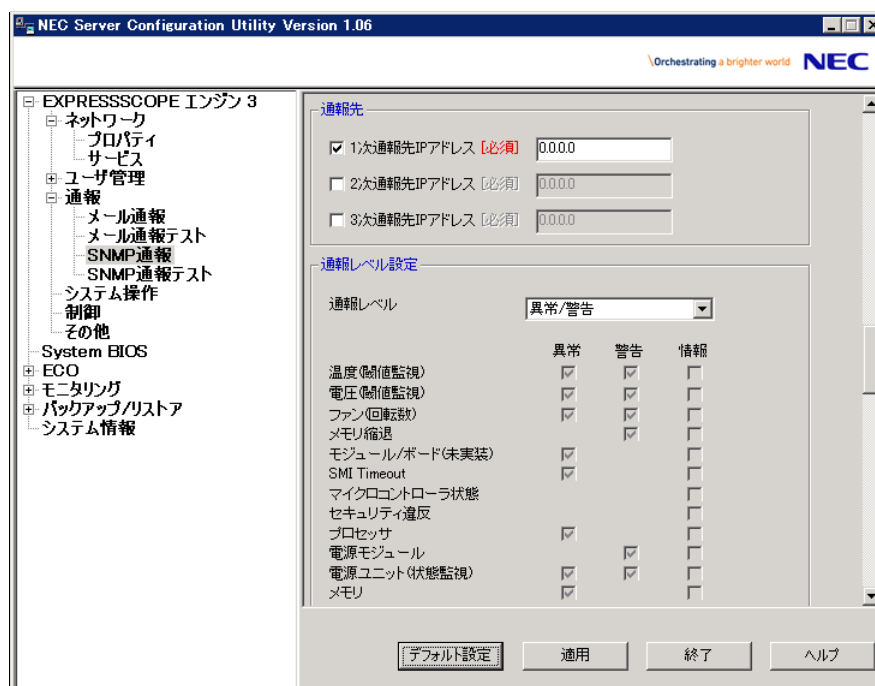 NEC Server Configuration Utility Version 1.06
\Orchestrating a brighter world NEC
EXPRESSSCOPE エンジン 3
ネットワーク
プロパティ
サービス
ユーザ管理
通報
メール通報
メール通報テスト
SNMP通報
SNMP通報テスト
システム操作
制御
その他
System BIOS
ECO
モニタリング
バックアップ/リストア
システム情報
通報先
1次通報先IPアドレス [必須] 0.0.0.0
2次通報先IPアドレス [必須] 0.0.0.0
3次通報先IPアドレス [必須] 0.0.0.0
通報レベル設定
通報レベル 異常/警告
異常 警告 情報
温度(閾値監視)
電圧(閾値監視)
ファン(回転数)
メモリ縮退
モジュール/ボード(未実装)
SMI Timeout
マイクロコントローラ状態
セキュリティ違反
プロセッサ
電源モジュール
電源ユニット(状態監視)
メモリ
デフォルト設定 適用 終了 ヘルプ